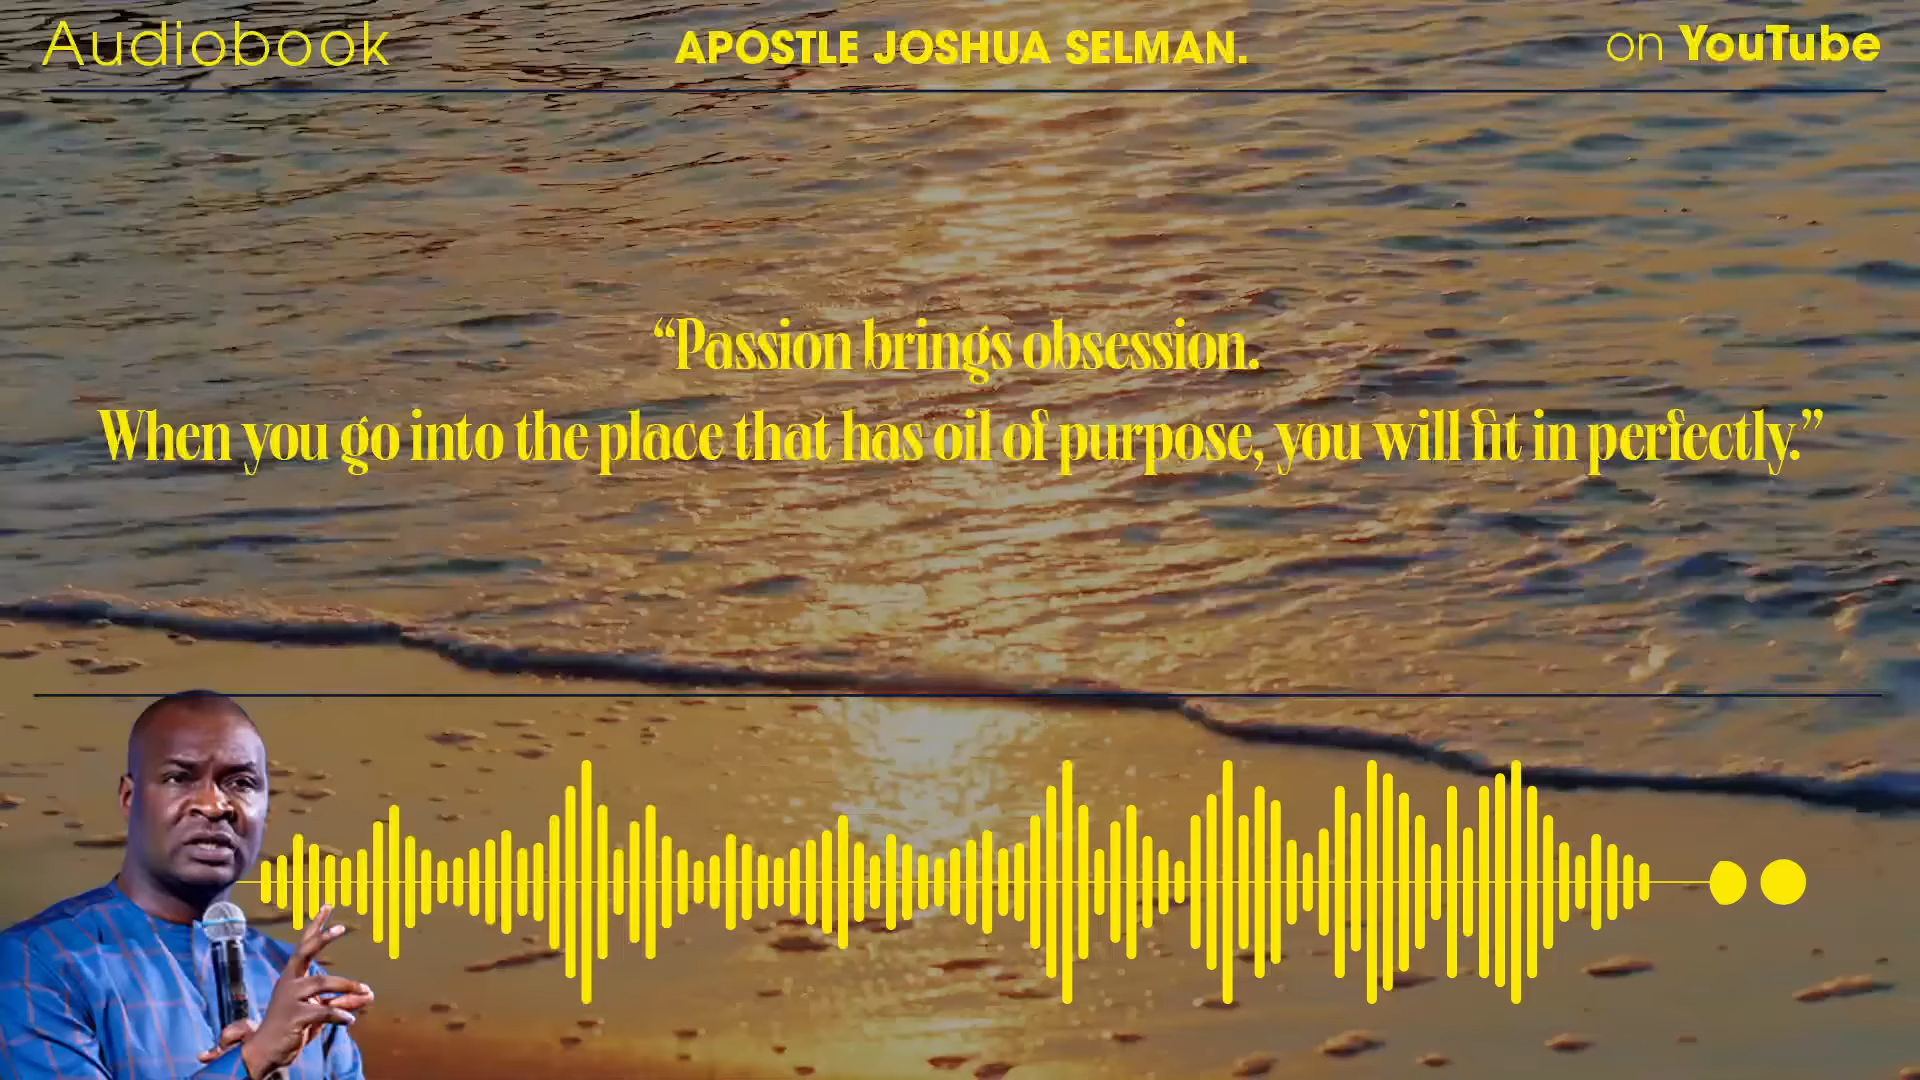 Audiobook
APOSTLE JOSHUA SELMAN.
on YouTube
“Passion brings obsession.
When you go into the place that has oil of purpose, you will fit in perfectly.”